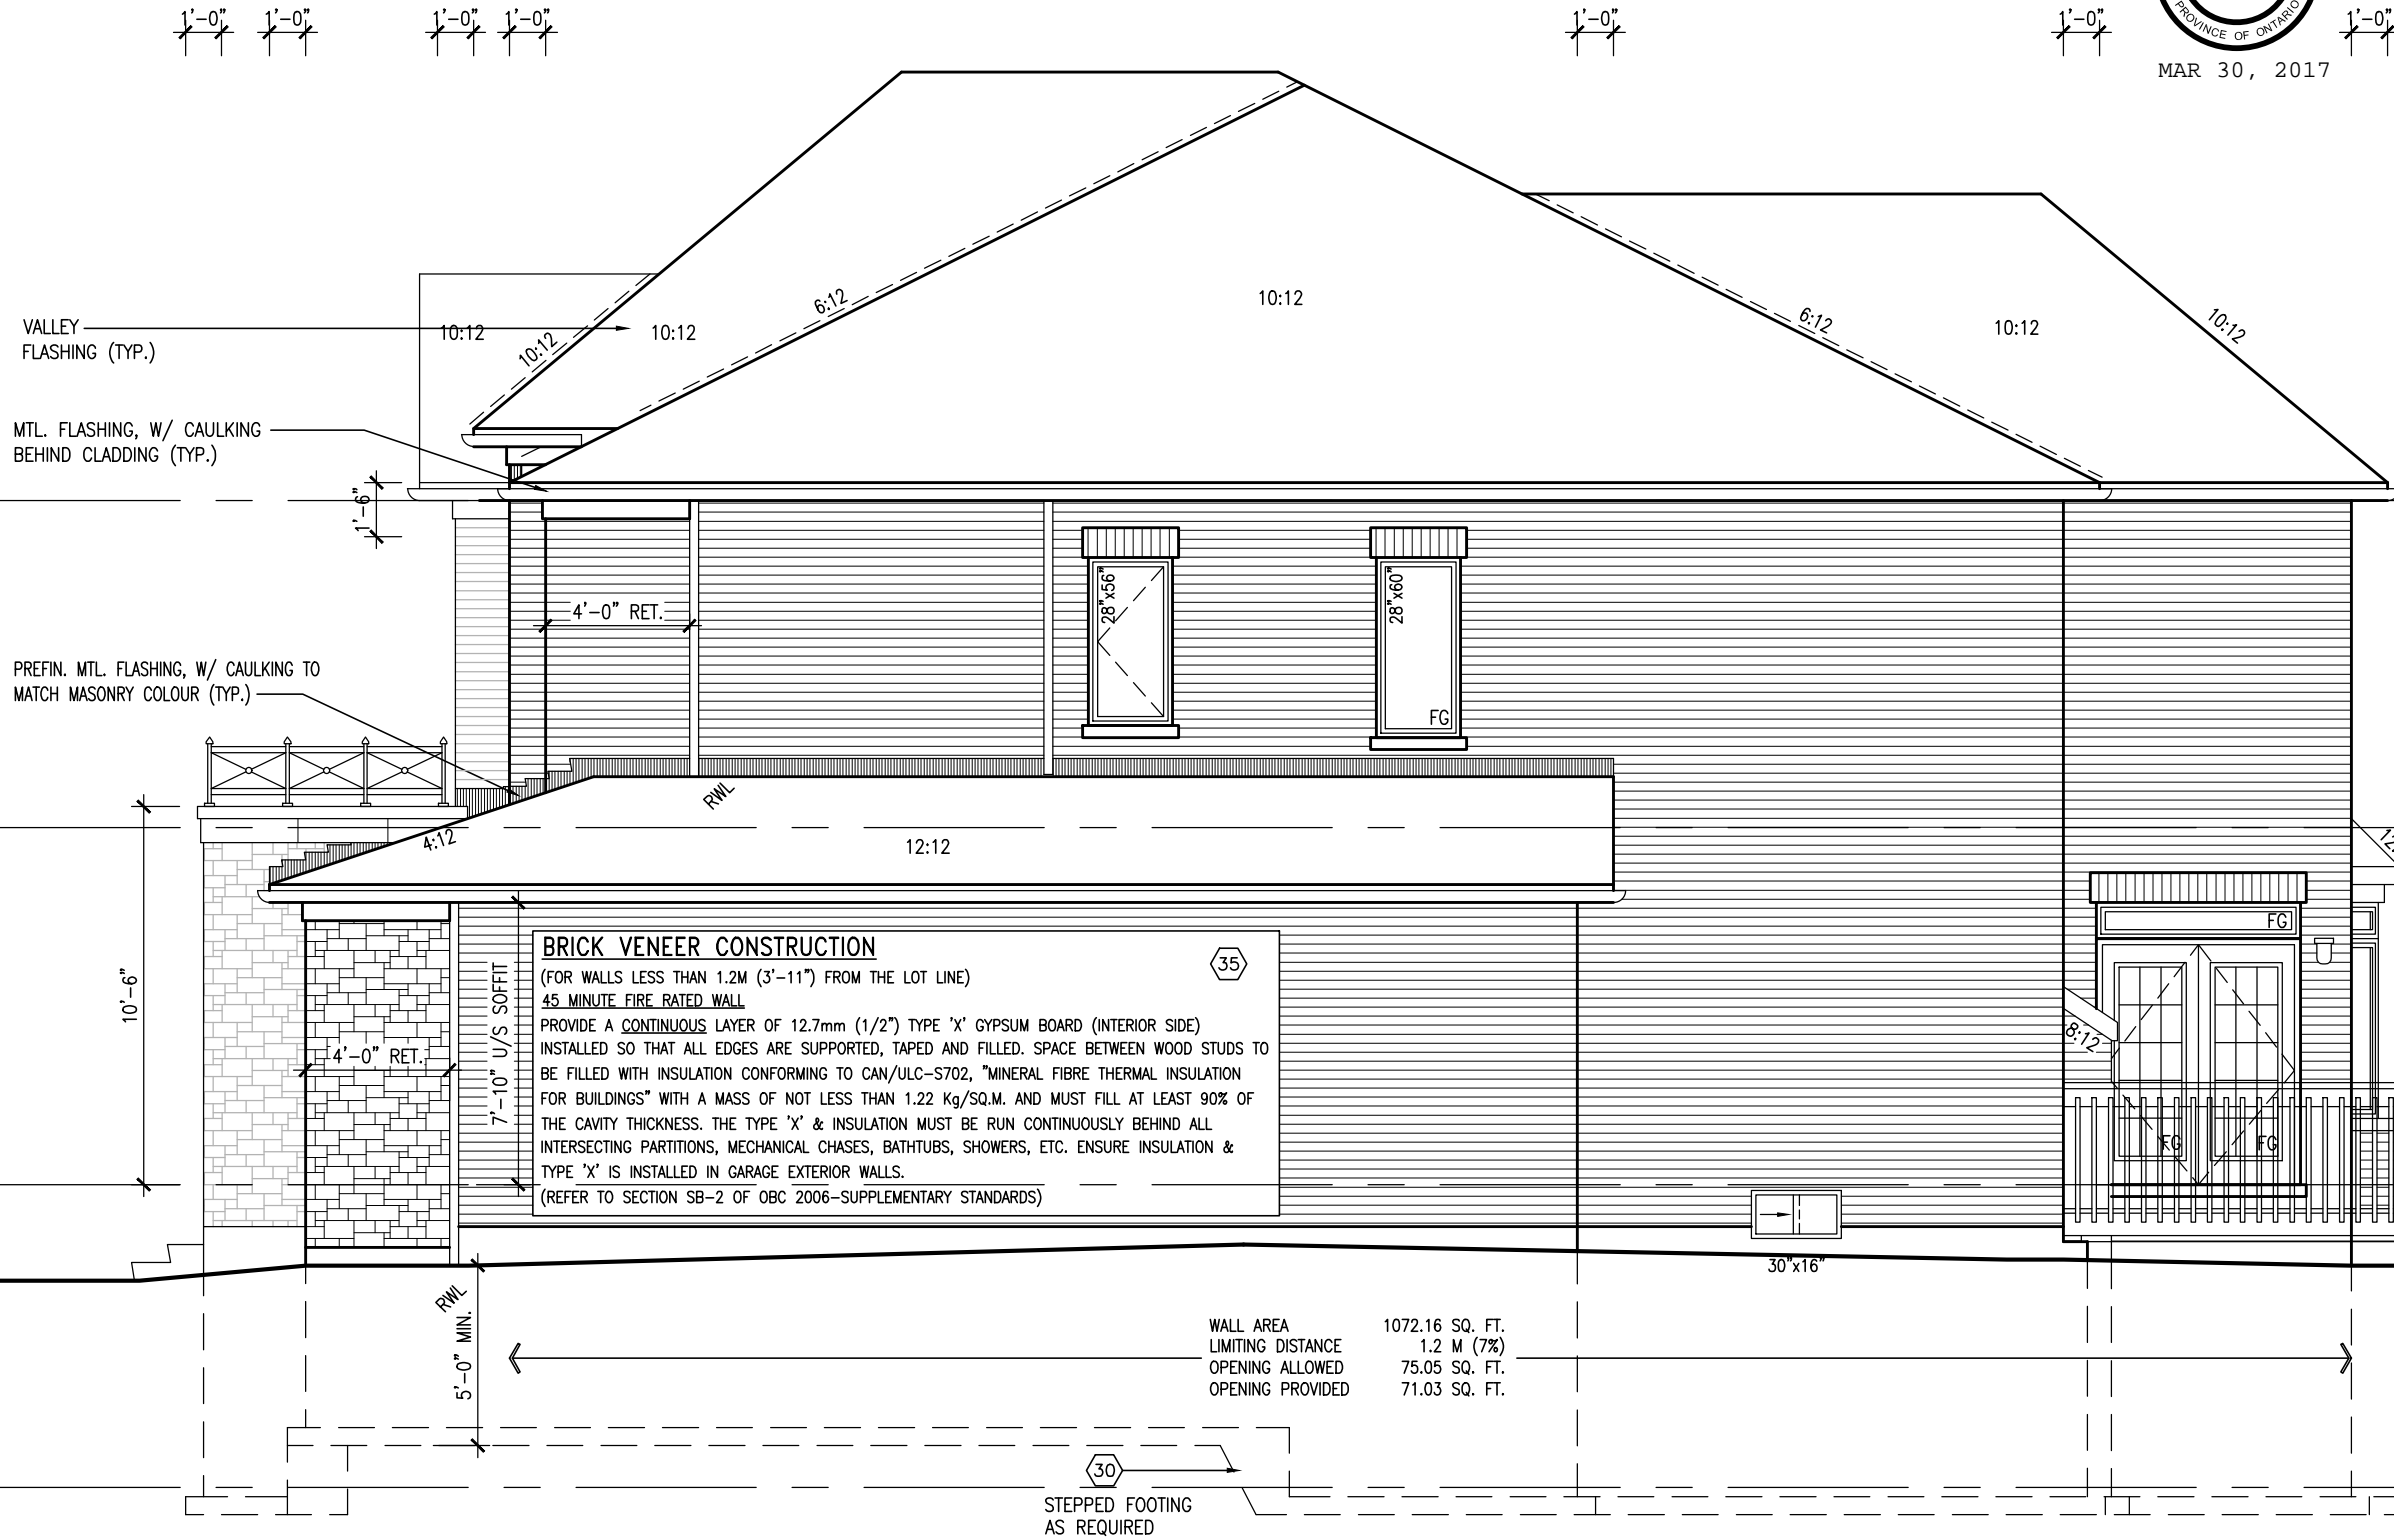 1'-0" 1'-0" 1'-0" 1'-0" 1'-0" 1'-0" 1'-0"
PROVINCE OF ONTARIO
MAR 30, 2017
10:12
6:12
10:12 10:12
10:12
6:12
10:12
10:12
VALLEY
FLASHING (TYP.)
MTL. FLASHING, W/ CAULKING
BEHIND CLADDING (TYP.)
1'-6"
28"x56"
28"x60"
4'-0" RET.
PREFIN. MTL. FLASHING, W/ CAULKING TO
MATCH MASONRY COLOUR (TYP.)
FG
RWL
4:12
12:12
FG
10'-6"
7'-10" U/S SOFFIT
4'-0" RET.
BRICK VENEER CONSTRUCTION
35
(FOR WALLS LESS THAN 1.2M (3'-11") FROM THE LOT LINE)
45 MINUTE FIRE RATED WALL
PROVIDE A CONTINUOUS LAYER OF 12.7mm (1/2") TYPE 'X' GYPSUM BOARD (INTERIOR SIDE)
INSTALLED SO THAT ALL EDGES ARE SUPPORTED, TAPED AND FILLED. SPACE BETWEEN WOOD STUDS TO
BE FILLED WITH INSULATION CONFORMING TO CAN/ULC-S702, "MINERAL FIBRE THERMAL INSULATION
FOR BUILDINGS" WITH A MASS OF NOT LESS THAN 1.22 Kg/SQ.M. AND MUST FILL AT LEAST 90% OF
THE CAVITY THICKNESS. THE TYPE 'X' & INSULATION MUST BE RUN CONTINUOUSLY BEHIND ALL
INTERSECTING PARTITIONS, MECHANICAL CHASES, BATHTUBS, SHOWERS, ETC. ENSURE INSULATION &
TYPE 'X' IS INSTALLED IN GARAGE EXTERIOR WALLS.
(REFER TO SECTION SB-2 OF OBC 2006-SUPPLEMENTARY STANDARDS)
8:12
FG FG
30"x16"
RWL
5'-0" MIN.
WALL AREA 1072.16 SQ. FT.
LIMITING DISTANCE 1.2 M (7%)
OPENING ALLOWED 75.05 SQ. FT.
OPENING PROVIDED 71.03 SQ. FT.
30
STEPPED FOOTING
AS REQUIRED